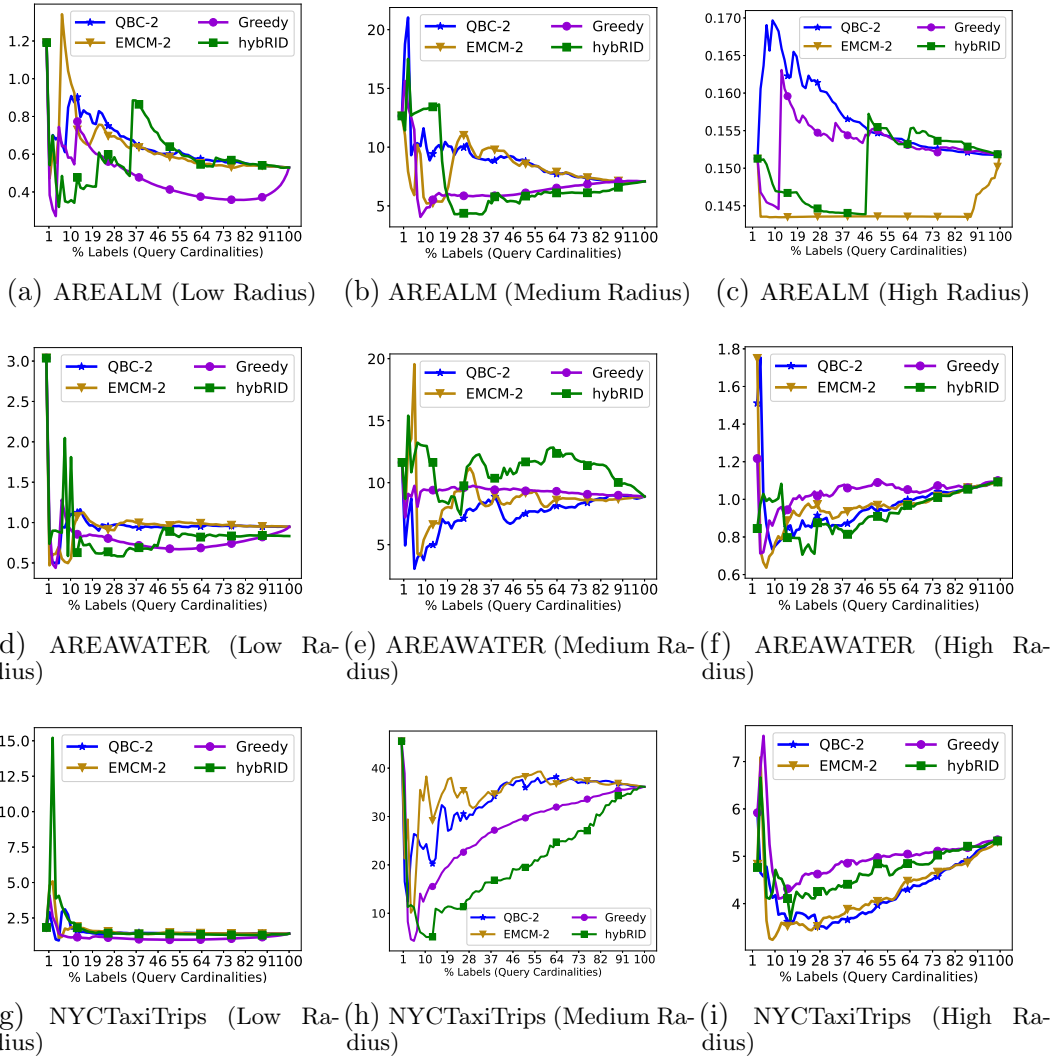 QBC-2
EMCM-2
Greedy
hybRID
1.2
1.0
0.8
0.6
0.4
1 10 19 28 37 46 55 64 73 82 91 100
% Labels (Query Cardinalities)
(a) AREALM (Low Radius)
QBC-2
EMCM-2
Greedy
hybRID
20
15
10
5
1 10 19 28 37 46 55 64 73 82 91 100
% Labels (Query Cardinalities)
(b) AREALM (Medium Radius)
QBC-2
EMCM-2
Greedy
hybRID
0.170
0.165
0.160
0.155
0.150
0.145
1 10 19 28 37 46 55 64 73 82 91 100
% Labels (Query Cardinalities)
(c) AREALM (High Radius)
QBC-2
EMCM-2
Greedy
hybRID
3.0
2.5
2.0
1.5
1.0
0.5
1 10 19 28 37 46 55 64 73 82 91 100
% Labels (Query Cardinalities)
d) AREAWATER (Low Ra-
dius)
QBC-2
EMCM-2
Greedy
hybRID
20
15
10
5
1 10 19 28 37 46 55 64 73 82 91 100
% Labels (Query Cardinalities)
(e) AREAWATER (Medium Ra-
dius)
QBC-2
EMCM-2
Greedy
hybRID
1.8
1.6
1.4
1.2
1.0
0.8
0.6
1 10 19 28 37 46 55 64 73 82 91 100
% Labels (Query Cardinalities)
(f) AREAWATER (High Ra-
dius)
QBC-2
EMCM-2
Greedy
hybRID
15.0
12.5
10.0
7.5
5.0
2.5
1 10 19 28 37 46 55 64 73 82 91 100
% Labels (Query Cardinalities)
g) NYCTaxiTrips (Low Ra-
dius)
40
30
20
10
QBC-2
EMCM-2
Greedy
hybRID
1 10 19 28 37 46 55 64 73 82 91 100
% Labels (Query Cardinalities)
(h) NYCTaxiTrips (Medium Ra-
dius)
QBC-2
EMCM-2
Greedy
hybRID
7
6
5
4
1 10 19 28 37 46 55 64 73 82 91 100
% Labels (Query Cardinalities)
(i) NYCTaxiTrips (High Ra-
dius)